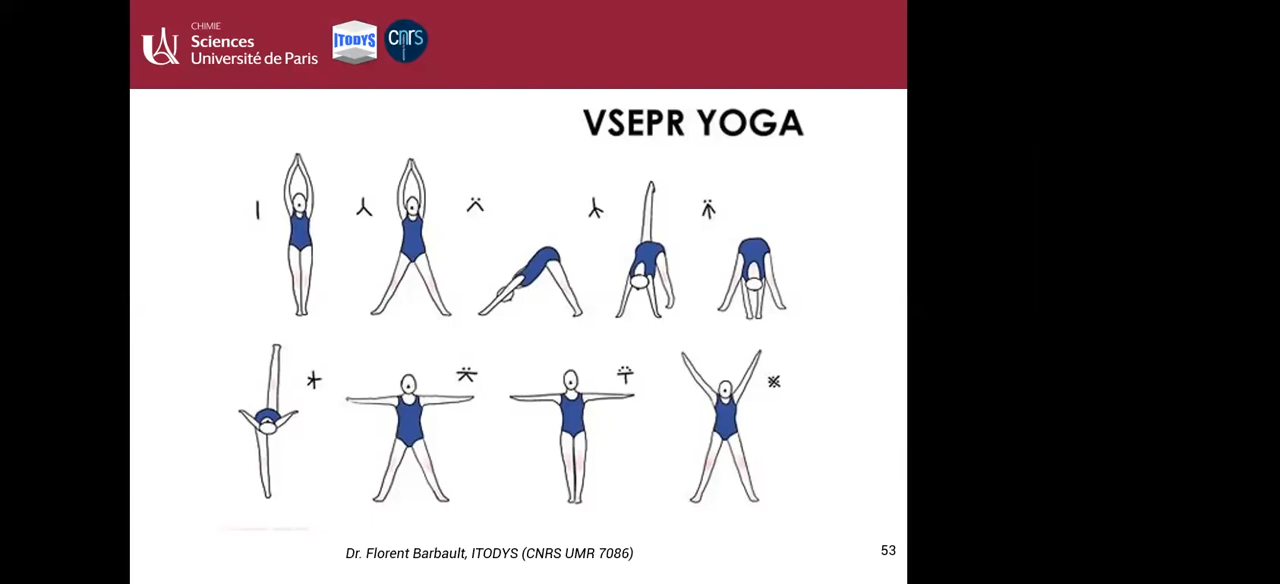 CHIMIE
Sciences
Université de Paris
ITODYS
cnrs
VSEPR YOGA
Dr. Florent Barbault, ITODYS (CNRS UMR 7086)
53